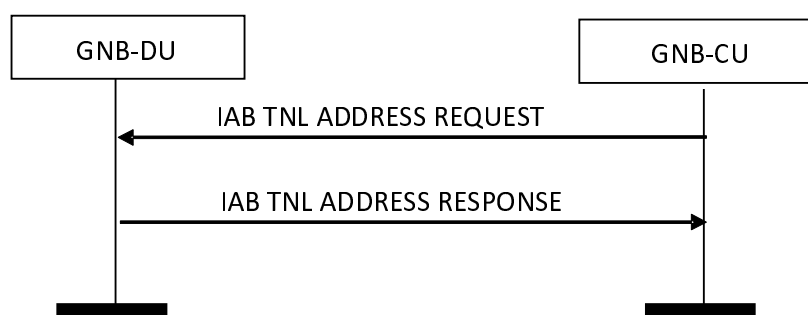 GNB-DU
GNB-CU
IAB TNL ADDRESS REQUEST
IAB TNL ADDRESS RESPONSE